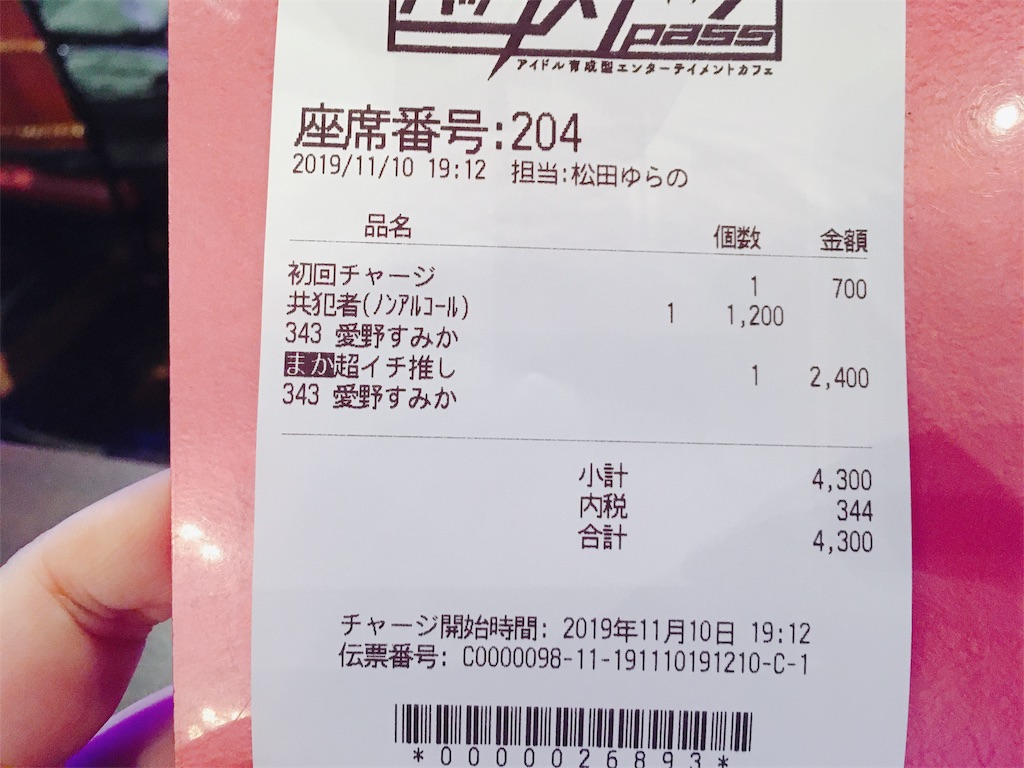 pass
アイドル育成型エンターテイメントカフェ
座席番号:204
2019/11/10 19:12 担当:松田ゆらの
品名 個数 金額
初回チャージ 1 700
共犯者(ﾉﾝｱﾙｺｰﾙ) 1 1,200
343 愛野すみか
まか超イチ推し 1 2,400
343 愛野すみか
小計 4,300
内税 344
合計 4,300
チャージ開始時間: 2019年11月10日 19:12
伝票番号: C0000098-11-191110191210-C-1
*0000026893*